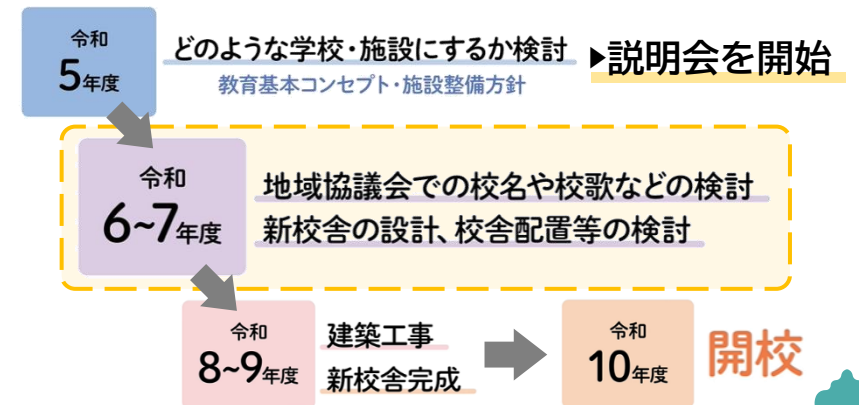 令和
5年度
どのような学校・施設にするか検討
▶説明会を開始
教育基本コンセプト・施設整備方針
令和
6~7年度
地域協議会での校名や校歌などの検討
新校舎の設計、校舎配置等の検討
令和
8~9年度
建築工事
新校舎完成
令和
10年度
開校